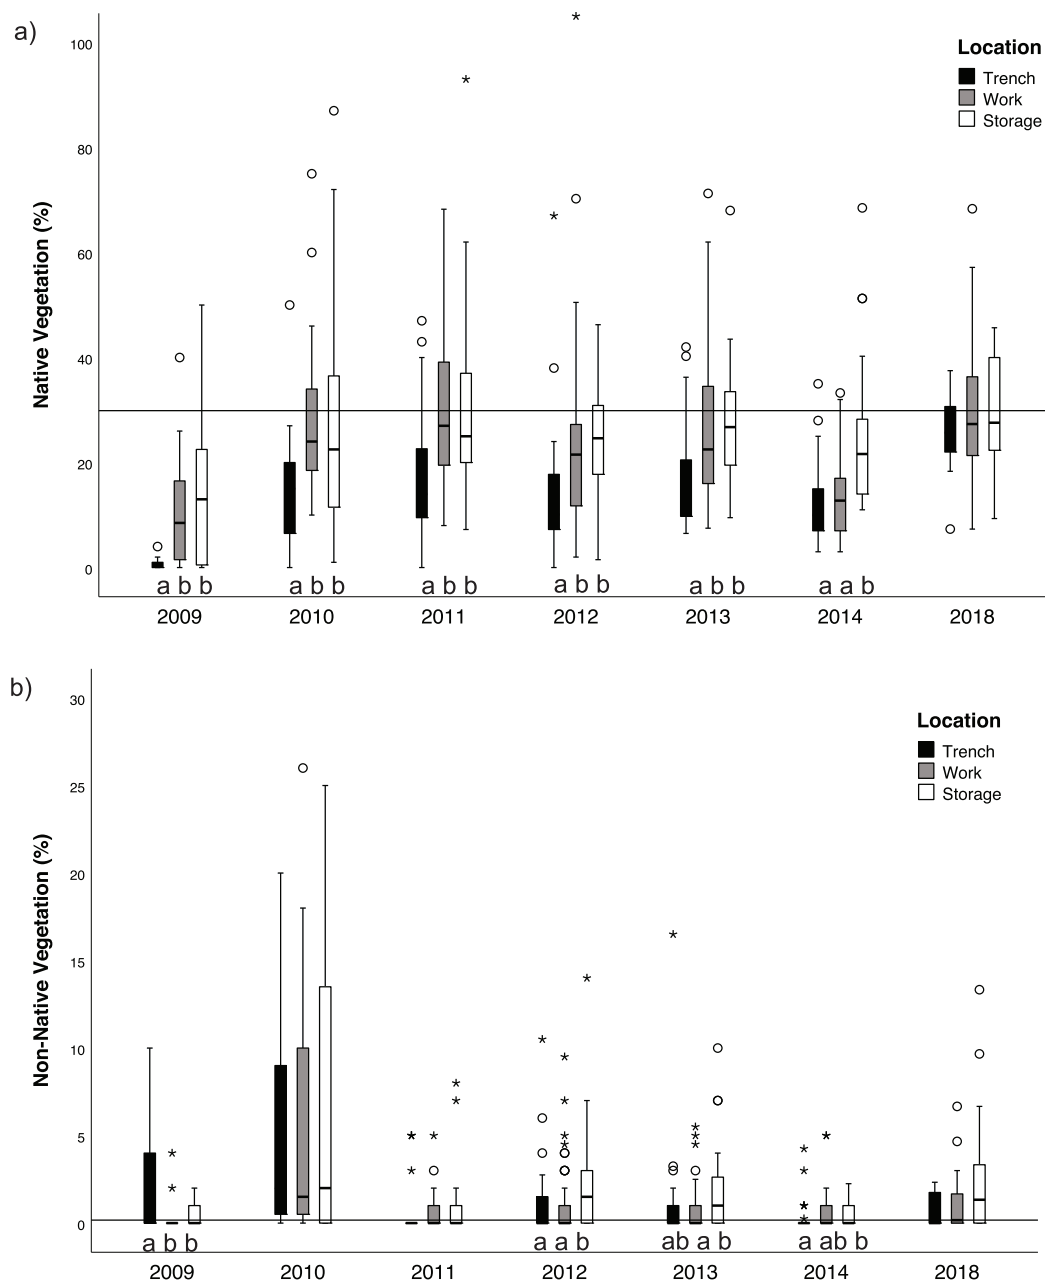 a)
100
80
60
40
20
0
Native Vegetation (%)
Location
Trench
Work
Storage
a b b a b b a b b a b b a b b a a b
2009 2010 2011 2012 2013 2014 2018
b)
30
25
20
15
10
5
0
Non-Native Vegetation (%)
Location
Trench
Work
Storage
a b b a a b ab a b a ab b
2009 2010 2011 2012 2013 2014 2018